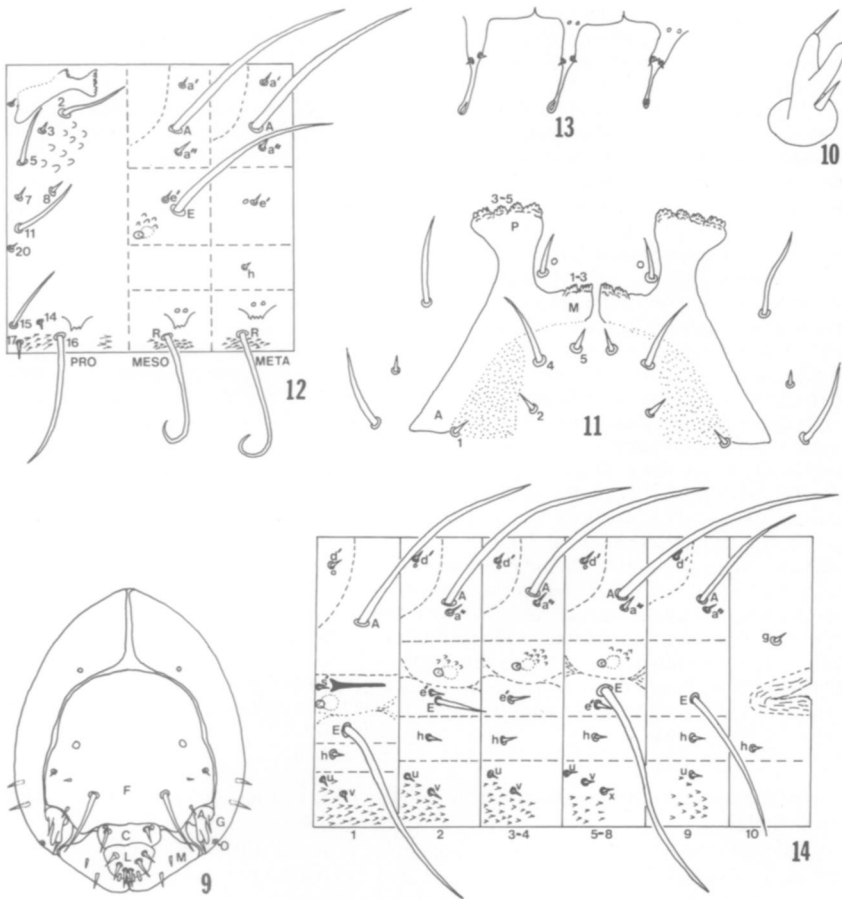 12
13
10
a' a'
2
3
A A
a" a"
5
7 8 e' e'
E
11
20
h
15 14
17 16 R R
PRO MESO META
12
3-5
P
1-3
M
4 5
2
A
1
11
d' d' d' d' d'
A A A A A
a" a" a" a"
g
e'
E e' E E
E e'
h h h h h h
u v u v u v u v x u
1 2 3-4 5-8 9 10
14
F
A G
C O
L M
9